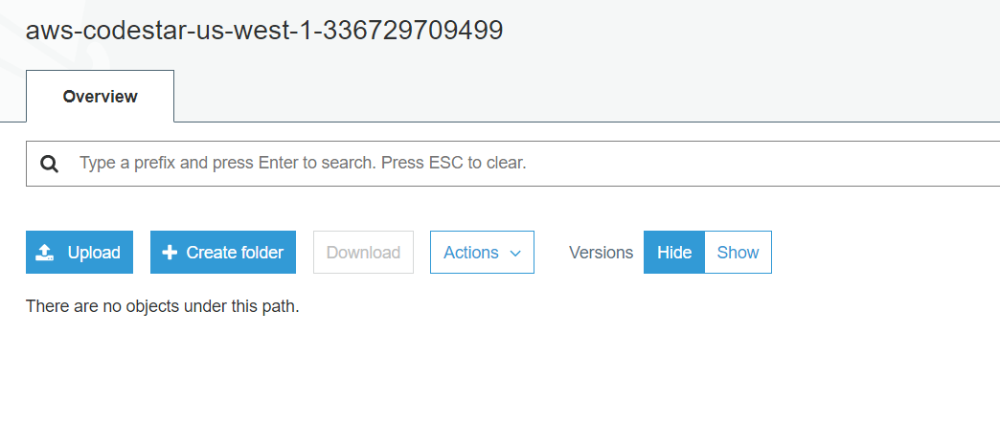 aws-codestar-us-west-1-336729709499
Overview
Type a prefix and press Enter to search. Press ESC to clear.
Upload Create folder Download Actions Versions Hide Show
There are no objects under this path.